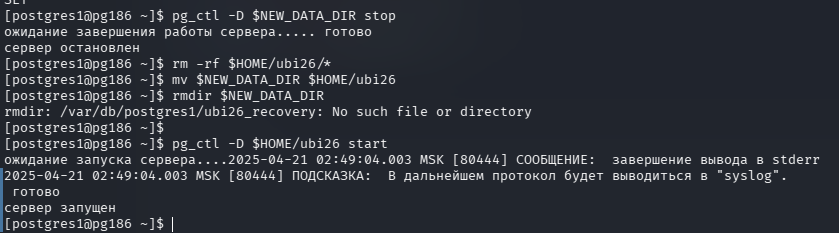 [postgres1@pg186 ~]$ pg_ctl -D $NEW_DATA_DIR stop
ожидание завершения работы сервера..... готово
сервер остановлен
[postgres1@pg186 ~]$ rm -rf $HOME/ubi26/*
[postgres1@pg186 ~]$ mv $NEW_DATA_DIR $HOME/ubi26
[postgres1@pg186 ~]$ rmdir $NEW_DATA_DIR
rmdir: /var/db/postgres1/ubi26_recovery: No such file or directory
[postgres1@pg186 ~]$
[postgres1@pg186 ~]$ pg_ctl -D $HOME/ubi26 start
ожидание запуска сервера....2025-04-21 02:49:04.003 MSK [80444] СООБЩЕНИЕ:  завершение вывода в stderr
2025-04-21 02:49:04.003 MSK [80444] ПОДСКАЗКА:  В дальнейшем протокол будет выводиться в "syslog".
 готово
сервер запущен
[postgres1@pg186 ~]$